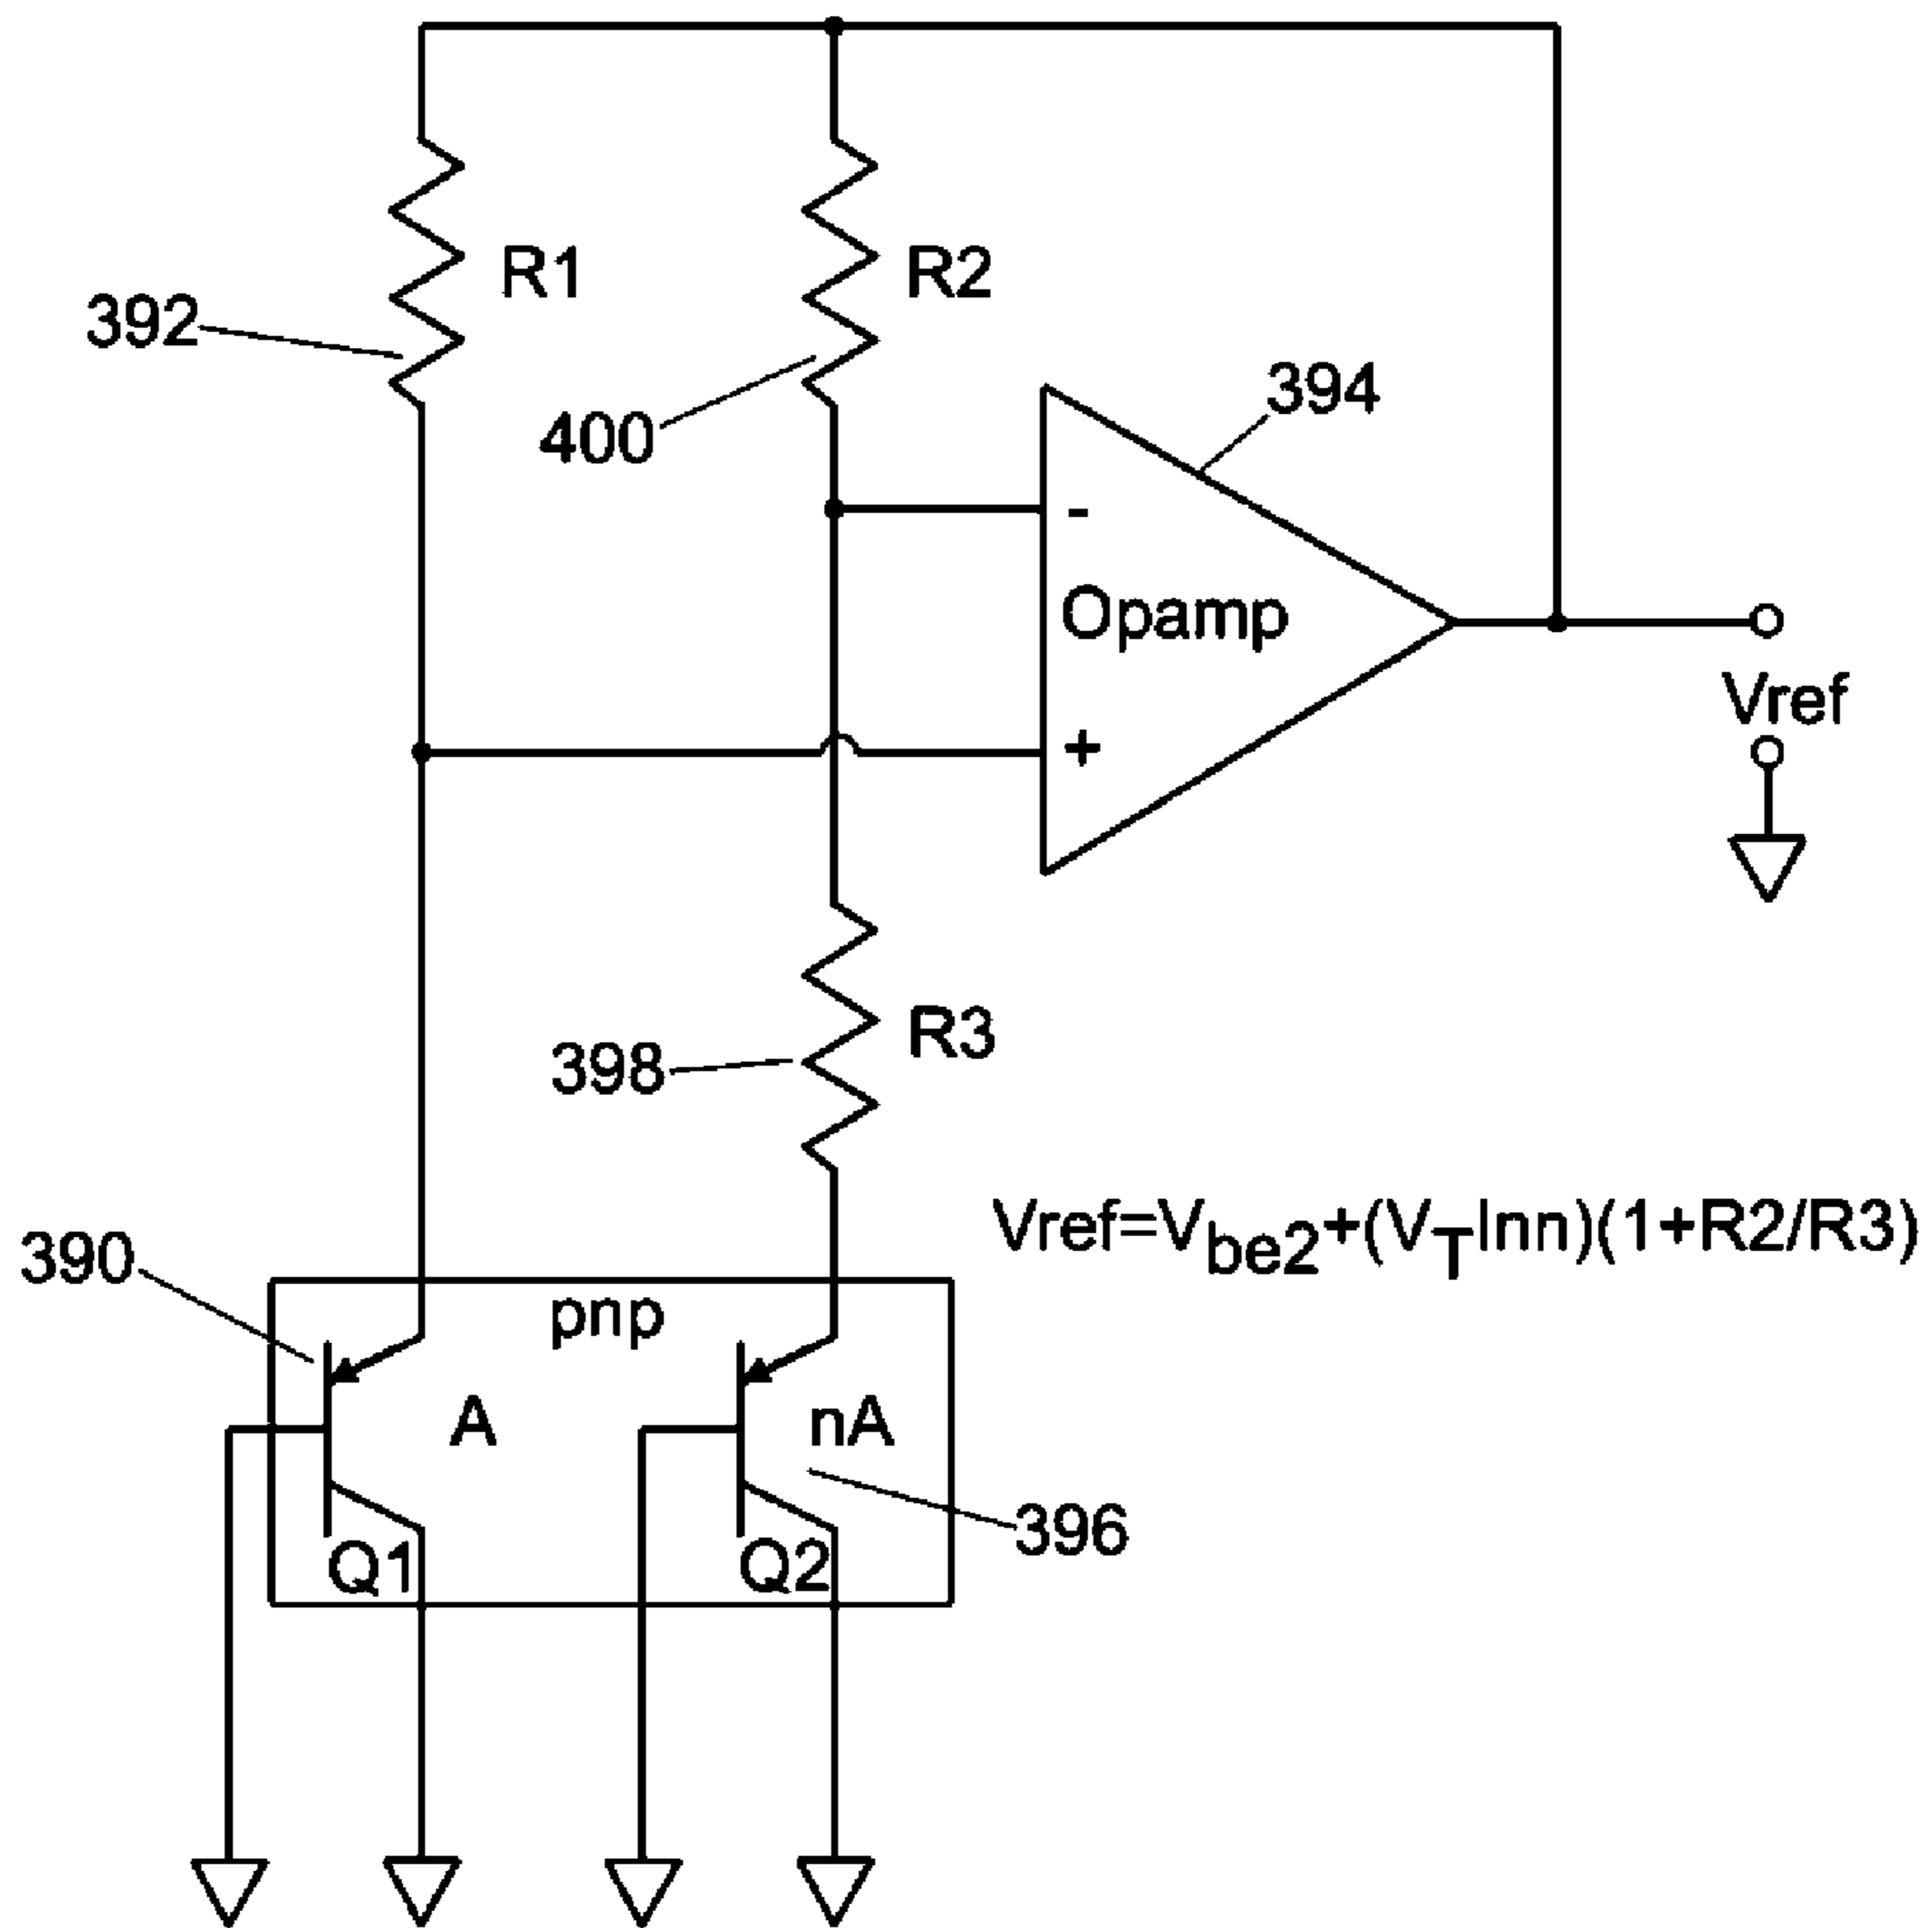 R1
R2
392
394
400
-
Opamp
+
Vref
R3
398
Vref=Vbe2+(VTlnn)(1+R2/R3)
390
pnp
A
nA
396
Q1
Q2